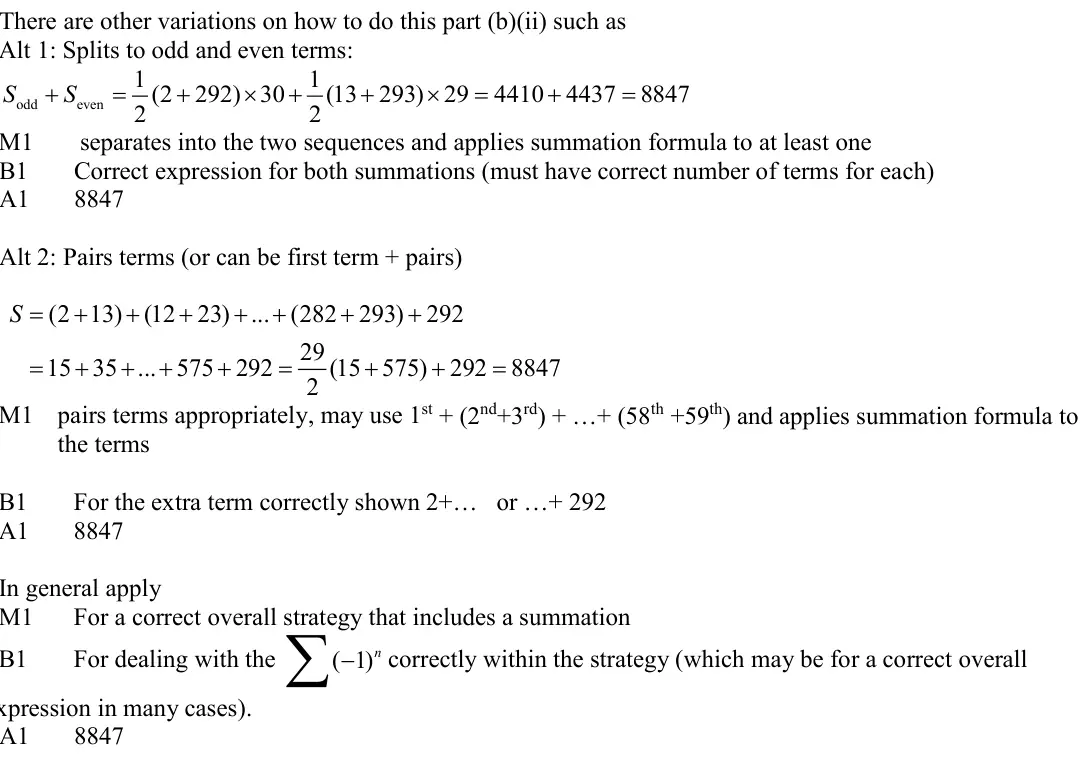 There are other variations on how to do this part (b)(ii) such as
Alt 1: Splits to odd and even terms:
S_odd + S_even = 1/2 (2 + 292) × 30 + 1/2 (13 + 293) × 29 = 4410 + 4437 = 8847
M1 separates into the two sequences and applies summation formula to at least one
B1 Correct expression for both summations (must have correct number of terms for each)
A1 8847
Alt 2: Pairs terms (or can be first term + pairs)
S = (2 + 13) + (12 + 23) + ... + (282 + 293) + 292
= 15 + 35 + ... + 575 + 292 = 29/2 (15 + 575) + 292 = 8847
M1 pairs terms appropriately, may use 1st + (2nd+3rd) + …+ (58th +59th) and applies summation formula to
the terms
B1 For the extra term correctly shown 2+… or …+ 292
A1 8847
In general apply
M1 For a correct overall strategy that includes a summation
B1 For dealing with the ∑(−1)ⁿ correctly within the strategy (which may be for a correct overall
xpression in many cases).
A1 8847